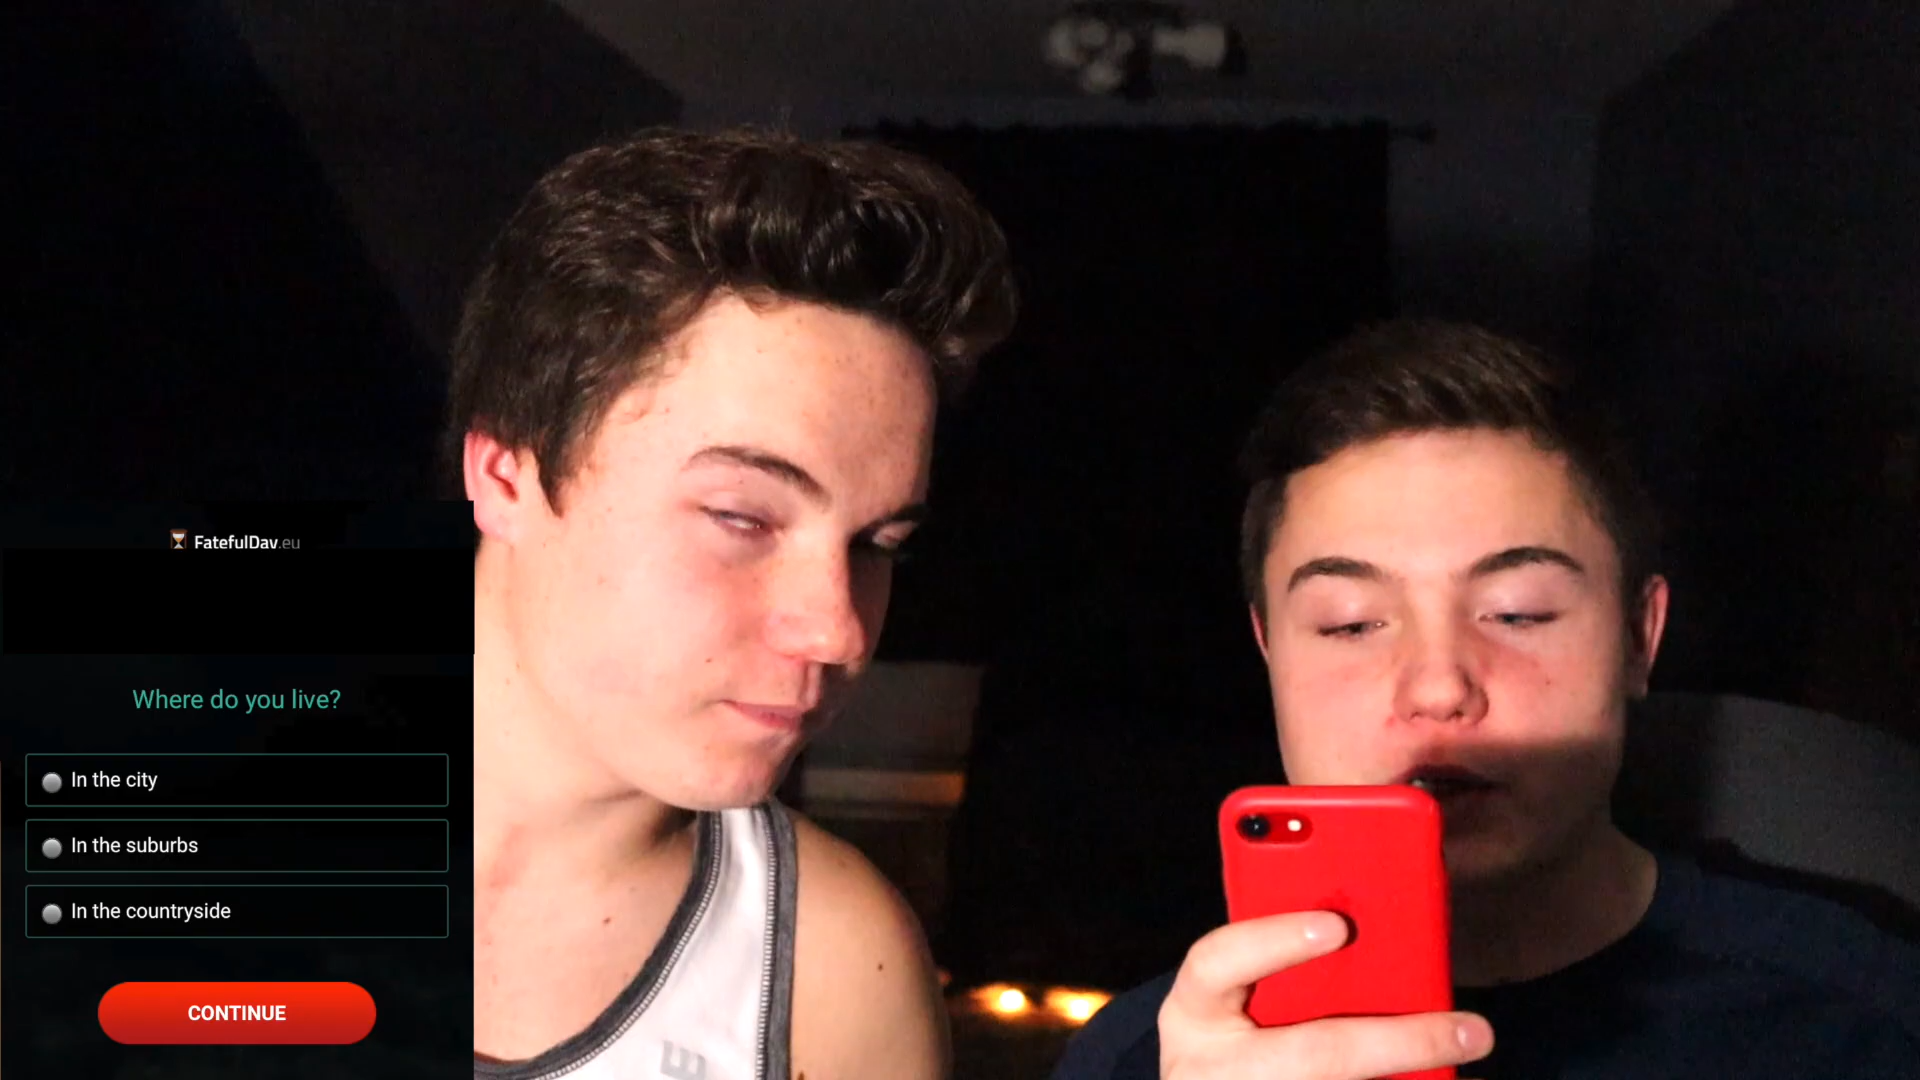 FatefulDay.eu
Where do you live?
In the city
In the suburbs
In the countryside
CONTINUE
E